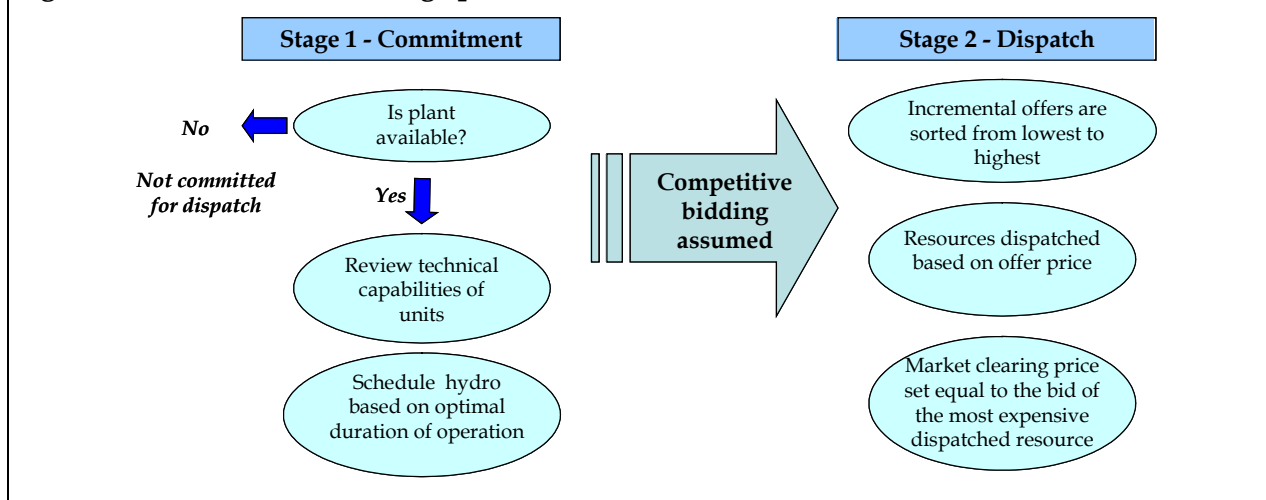 Stage 1 - Commitment
Is plant
available?
No
Not committed
for dispatch
Yes
Review technical
capabilities of
units
Schedule hydro
based on optimal
duration of operation
Competitive
bidding
assumed
Stage 2 - Dispatch
Incremental offers are
sorted from lowest to
highest
Resources dispatched
based on offer price
Market clearing price
set equal to the bid of
the most expensive
dispatched resource